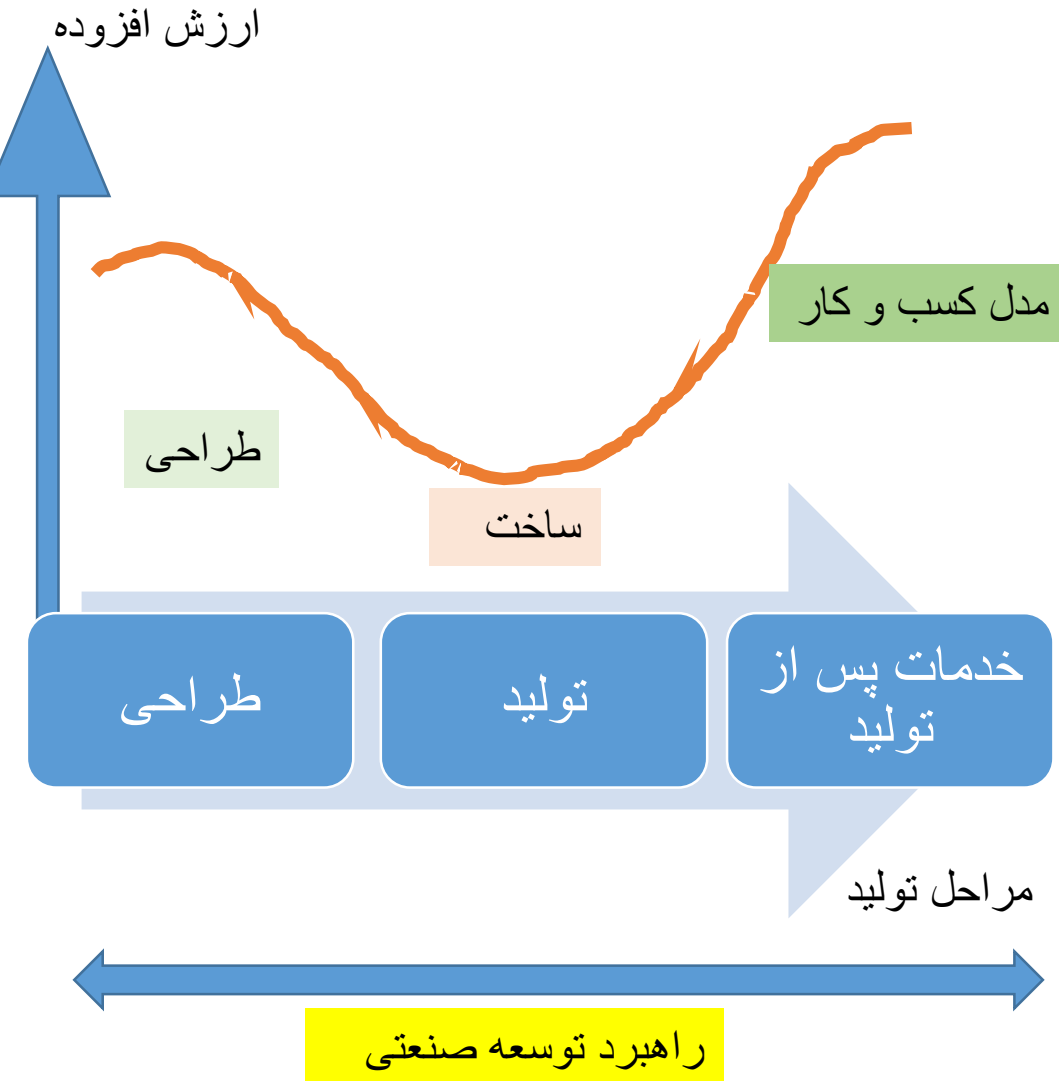 ارزش افزوده
مدل کسب و کار
طراحی
ساخت
طراحی
تولید
خدمات پس از
تولید
مراحل تولید
راهبرد توسعه صنعتی